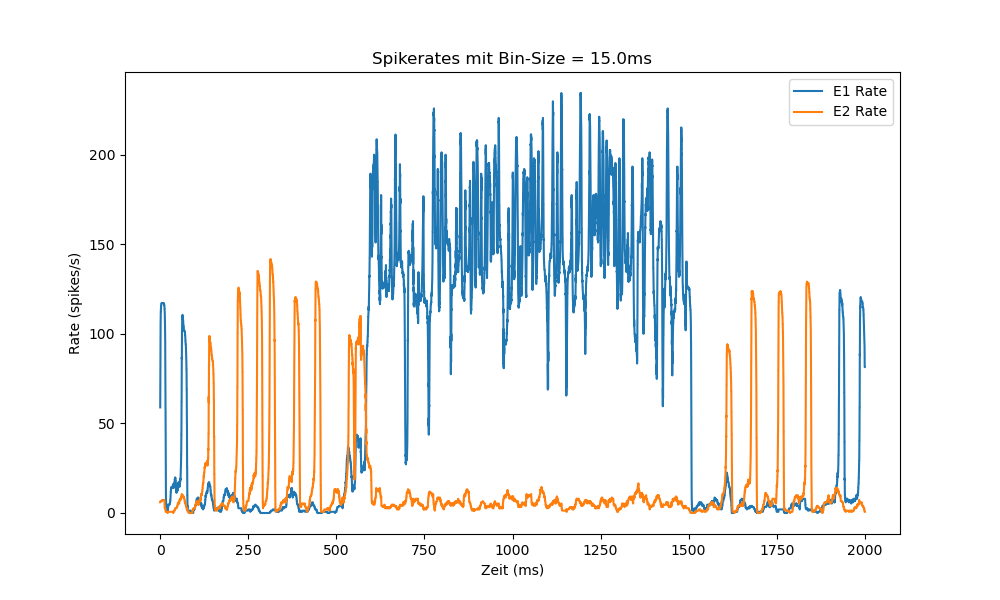 Spikerates mit Bin-Size = 15.0ms
E1 Rate
E2 Rate
Rate (spikes/s)
200
150
100
50
0
0 250 500 750 1000 1250 1500 1750 2000
Zeit (ms)